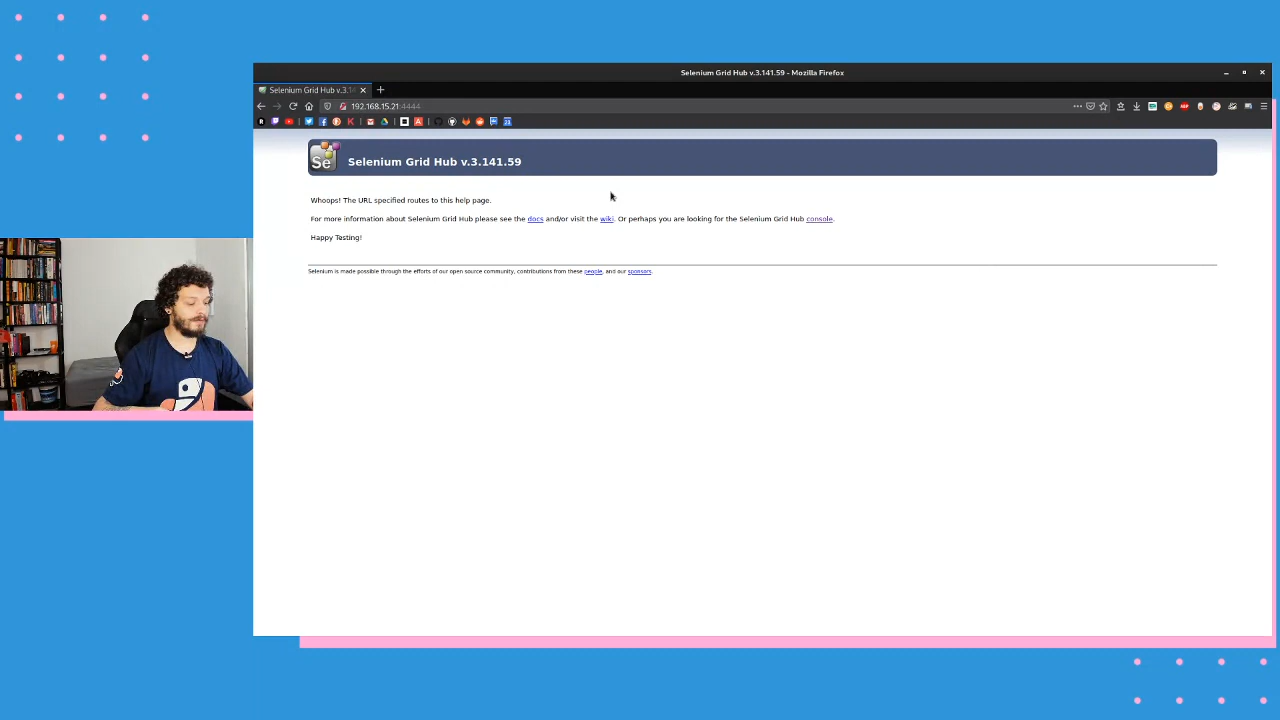 Selenium Grid Hub v.3.141.59 - Mozilla Firefox
Selenium Grid Hub v.3.14
192.168.15.21:4444
Se
Selenium Grid Hub v.3.141.59
Whoops! The URL specified routes to this help page.
For more information about Selenium Grid Hub please see the docs and/or visit the wiki. Or perhaps you are looking for the Selenium Grid Hub console.
Happy Testing!
Selenium is made possible through the efforts of our open source community, contributions from these people, and our sponsors.